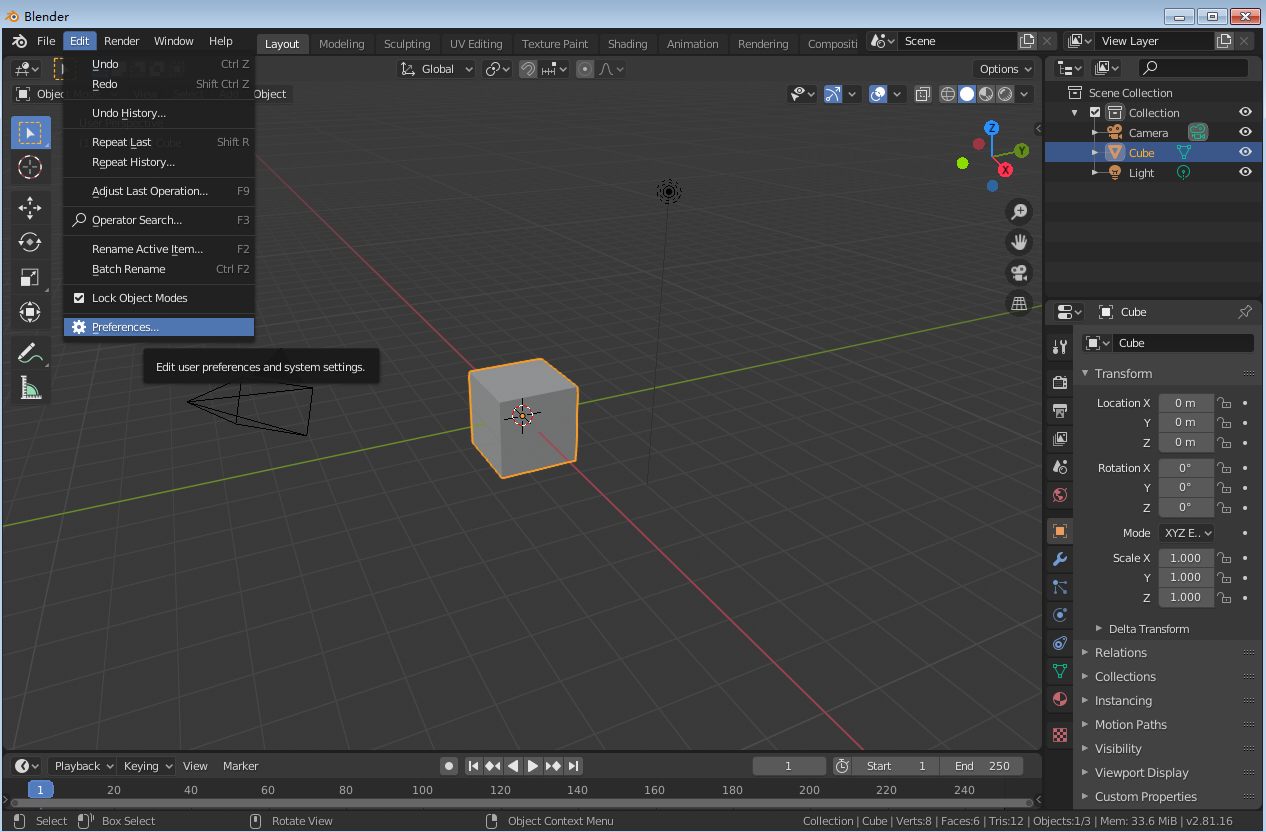 Blender
File Edit Render Window Help
Layout Modeling Sculpting UV Editing Texture Paint Shading Animation Rendering Compositi
Scene
View Layer
Global
Options
Object
Undo Ctrl Z
Redo Shift Ctrl Z
Undo History...
Repeat Last Shift R
Repeat History...
Adjust Last Operation... F9
Operator Search... F3
Rename Active Item... F2
Batch Rename Ctrl F2
Lock Object Modes
Preferences...
Edit user preferences and system settings.
Z
Y
X
Scene Collection
Collection
Camera
Cube
Light
Cube
Cube
Transform
Location X 0 m
Y 0 m
Z 0 m
Rotation X 0°
Y 0°
Z 0°
Mode XYZ E..
Scale X 1.000
Y 1.000
Z 1.000
Delta Transform
Relations
Collections
Instancing
Motion Paths
Visibility
Viewport Display
Custom Properties
Playback Keying View Marker
1
Start 1
End 250
1 20 40 60 80 100 120 140 160 180 200 220 240
Select Box Select Rotate View Object Context Menu
Collection | Cube | Verts:8 | Faces:6 | Tris:12 | Objects:1/3 | Mem: 33.6 MiB | v2.81.16